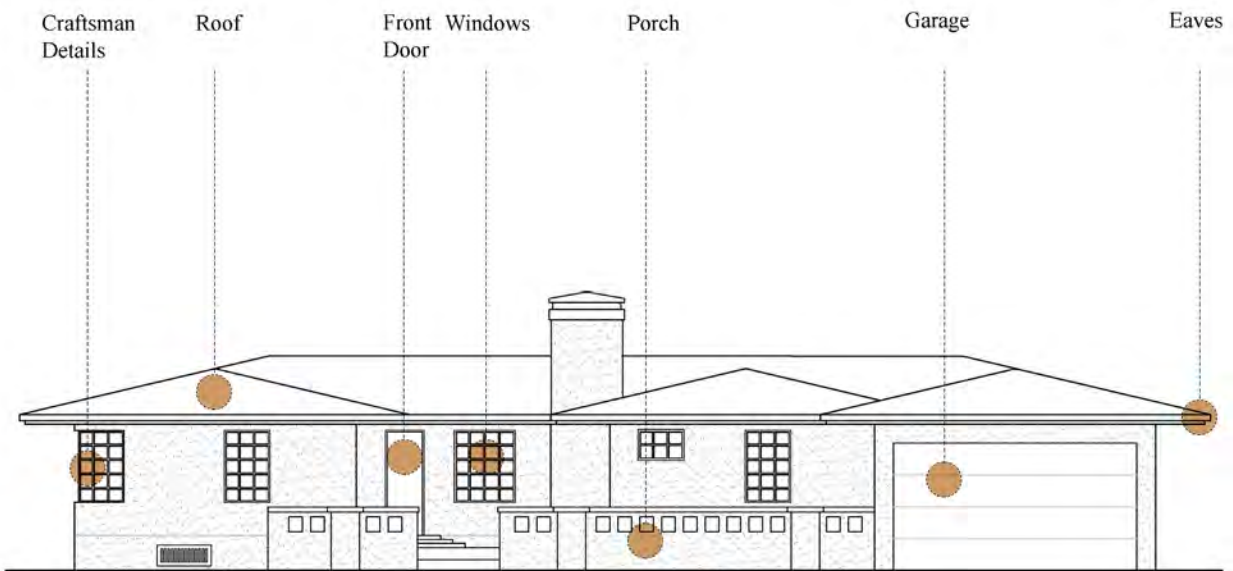 Craftsman
Details
Roof
Front
Door
Windows
Porch
Garage
Eaves